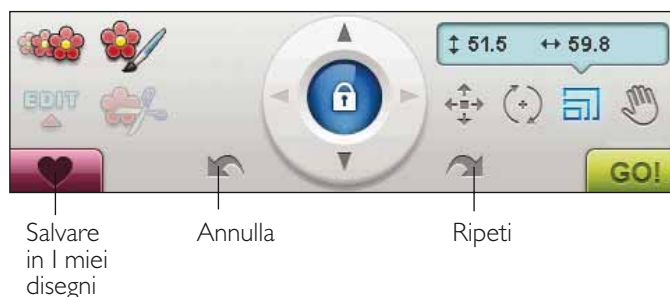 ↕ 51.5 ↔ 59.8
EDIT
GO!
Salvare
in I miei
disegni
Annulla
Ripeti